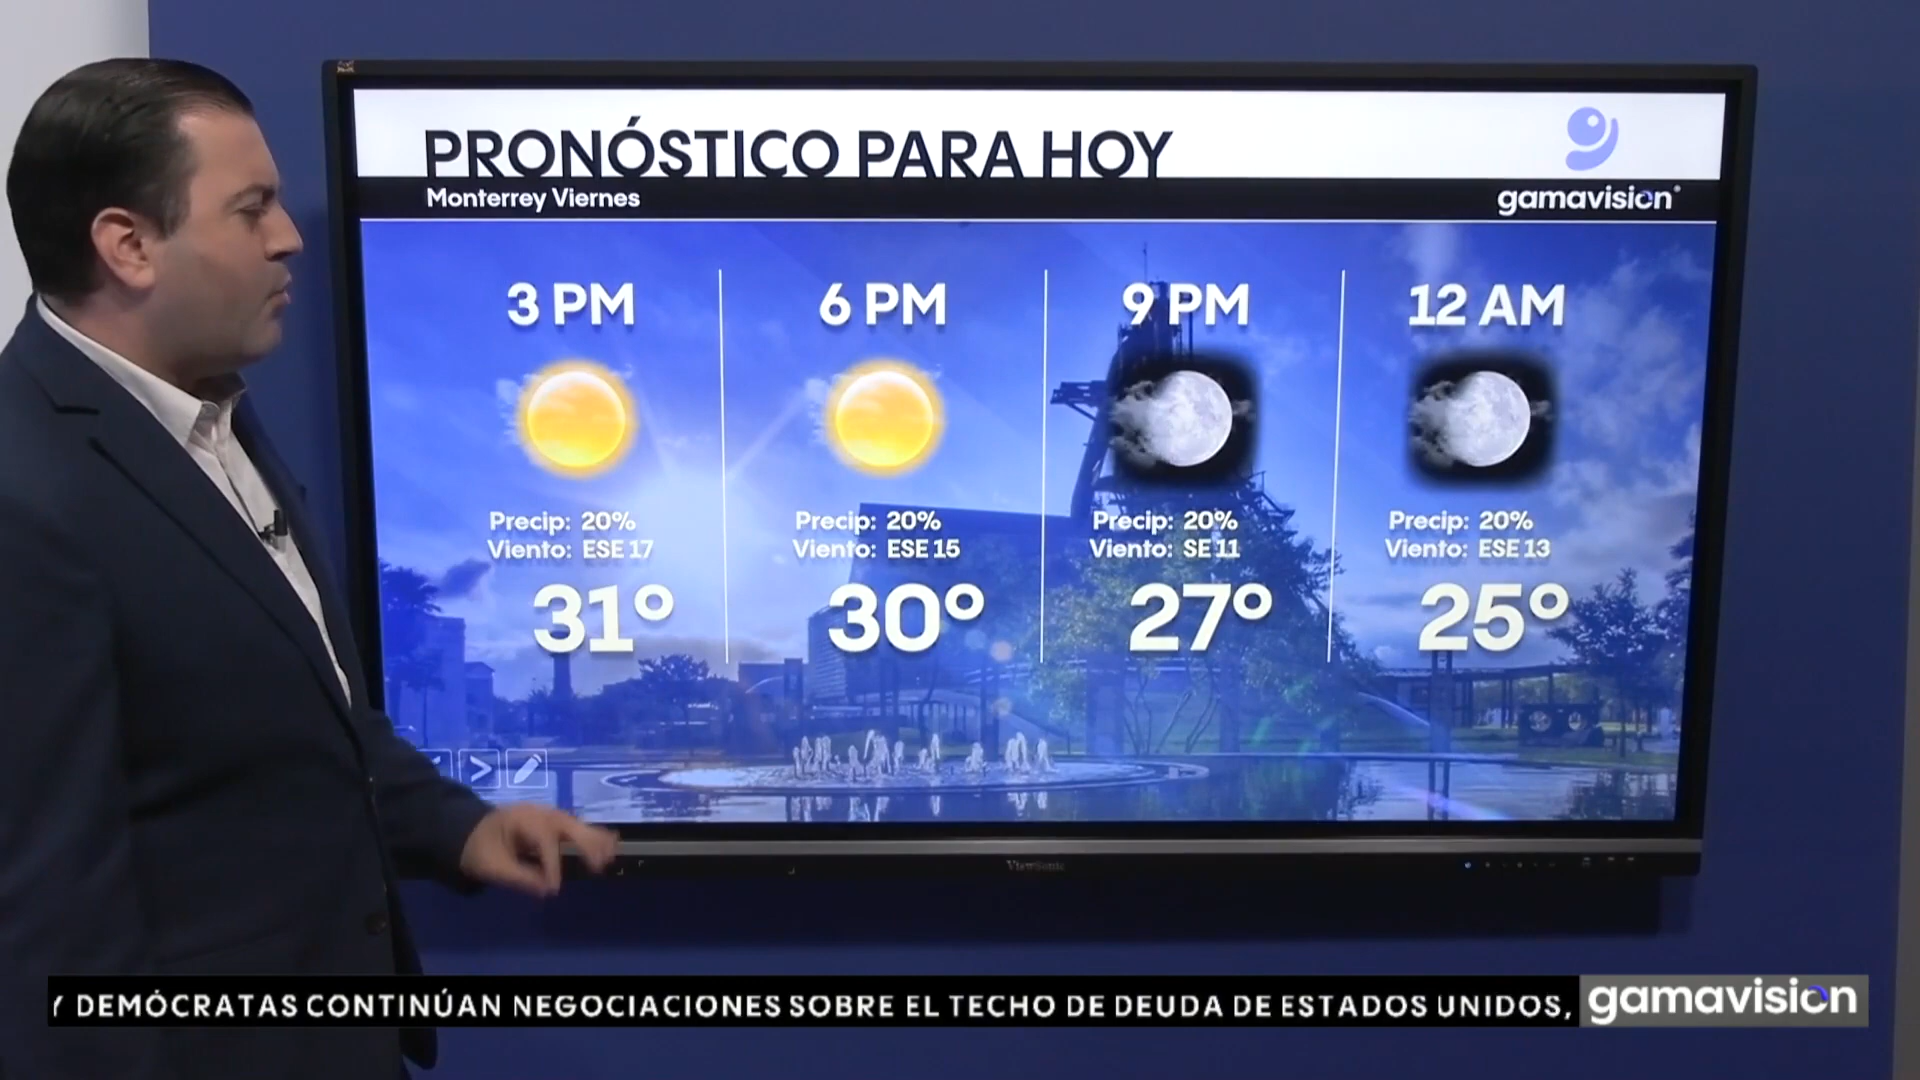 PRONÓSTICO PARA HOY
Monterrey Viernes
gamavision
3 PM
Precip: 20%
Viento: ESE 17
31°
6 PM
Precip: 20%
Viento: ESE 15
30°
9 PM
Precip: 20%
Viento: SE 11
27°
12 AM
Precip: 20%
Viento: ESE 13
25°
ViewSonic
Y DEMÓCRATAS CONTINÚAN NEGOCIACIONES SOBRE EL TECHO DE DEUDA DE ESTADOS UNIDOS,
gamavision